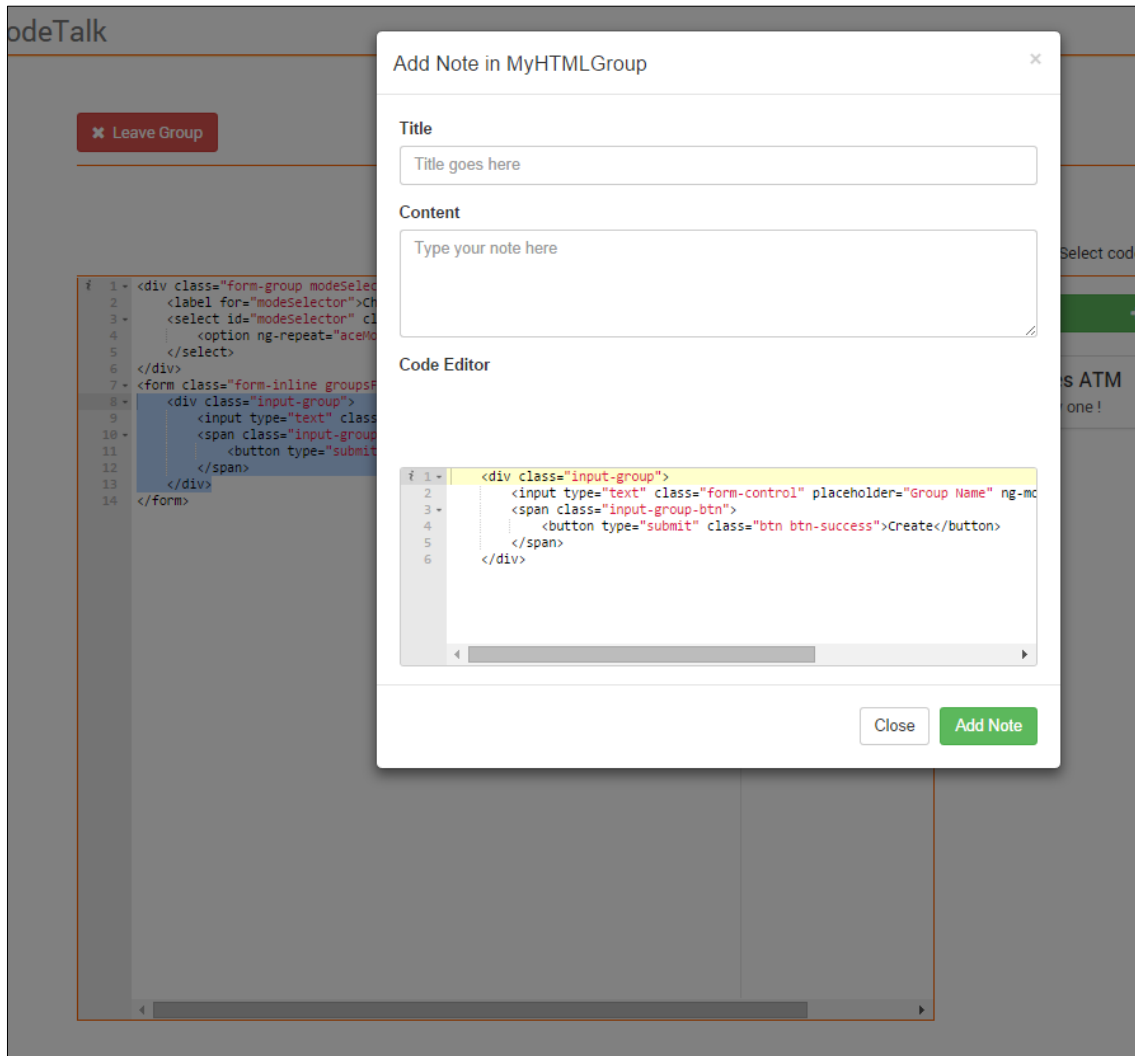 odeTalk
Add Note in MyHTMLGroup
×
Leave Group
Title
Title goes here
Content
Type your note here
Select cod
Code Editor
s ATM
one !
i 1 <div class="form-group modeSelec
2 <label for="modeSelector">Ch
3 <select id="modeSelector" cl
4 <option ng-repeat="aceMo
5 </select>
6 </div>
7 <form class="form-inline groupsF
8 <div class="input-group">
9 <input type="text" class
10 <span class="input-group
11 <button type="submit
12 </span>
13 </div>
14 </form>
i 1 <div class="input-group">
2 <input type="text" class="form-control" placeholder="Group Name" ng-mo
3 <span class="input-group-btn">
4 <button type="submit" class="btn btn-success">Create</button>
5 </span>
6 </div>
Close
Add Note